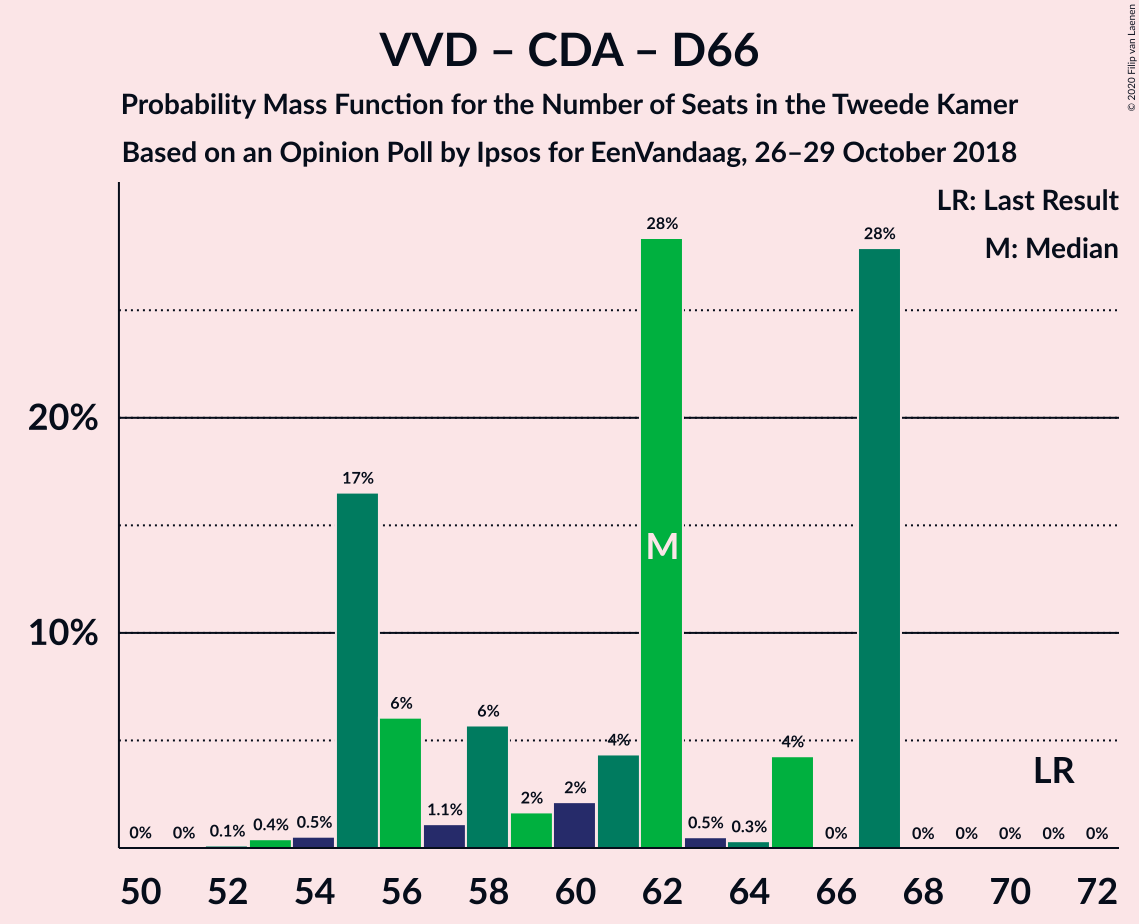 VVD – CDA – D66
Probability Mass Function for the Number of Seats in the Tweede Kamer
Based on an Opinion Poll by Ipsos for EenVandaag, 26–29 October 2018
© 2020 Filip van Laenen
LR: Last Result
M: Median
20%
10%
0% 0% 0.1% 0.4% 0.5% 17% 6% 1.1% 6% 2% 2% 4% 28% 0.5% 0.3% 4% 0% 28% 0% 0% 0% 0% 0%
M
LR
50 52 54 56 58 60 62 64 66 68 70 72